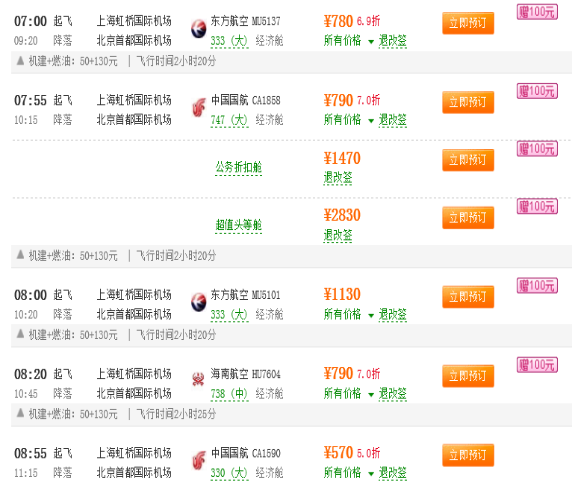 07:00 起飞 上海虹桥国际机场 东方航空 MU5137 ¥780 6.9折 立即预订 赠100元
09:20 降落 北京首都国际机场 333 (大) 经济舱 所有价格 退改签
机建+燃油: 50+130元 | 飞行时间2小时20分
07:55 起飞 上海虹桥国际机场 中国国航 CA1858 ¥790 7.0折 立即预订 赠100元
10:15 降落 北京首都国际机场 747 (大) 经济舱 所有价格 退改签
公务折扣舱 ¥1470 立即预订 赠100元
退改签
超值头等舱 ¥2830 立即预订 赠100元
退改签
机建+燃油: 50+130元 | 飞行时间2小时20分
08:00 起飞 上海虹桥国际机场 东方航空 MU5101 ¥1130 立即预订 赠100元
10:20 降落 北京首都国际机场 333 (大) 经济舱 所有价格 退改签
机建+燃油: 50+130元 | 飞行时间2小时20分
08:20 起飞 上海虹桥国际机场 海南航空 HU7604 ¥790 7.0折 立即预订 赠100元
10:45 降落 北京首都国际机场 738 (中) 经济舱 所有价格 退改签
机建+燃油: 50+130元 | 飞行时间2小时25分
08:55 起飞 上海虹桥国际机场 中国国航 CA1590 ¥570 5.0折 立即预订
11:15 降落 北京首都国际机场 330 (大) 经济舱 所有价格 退改签